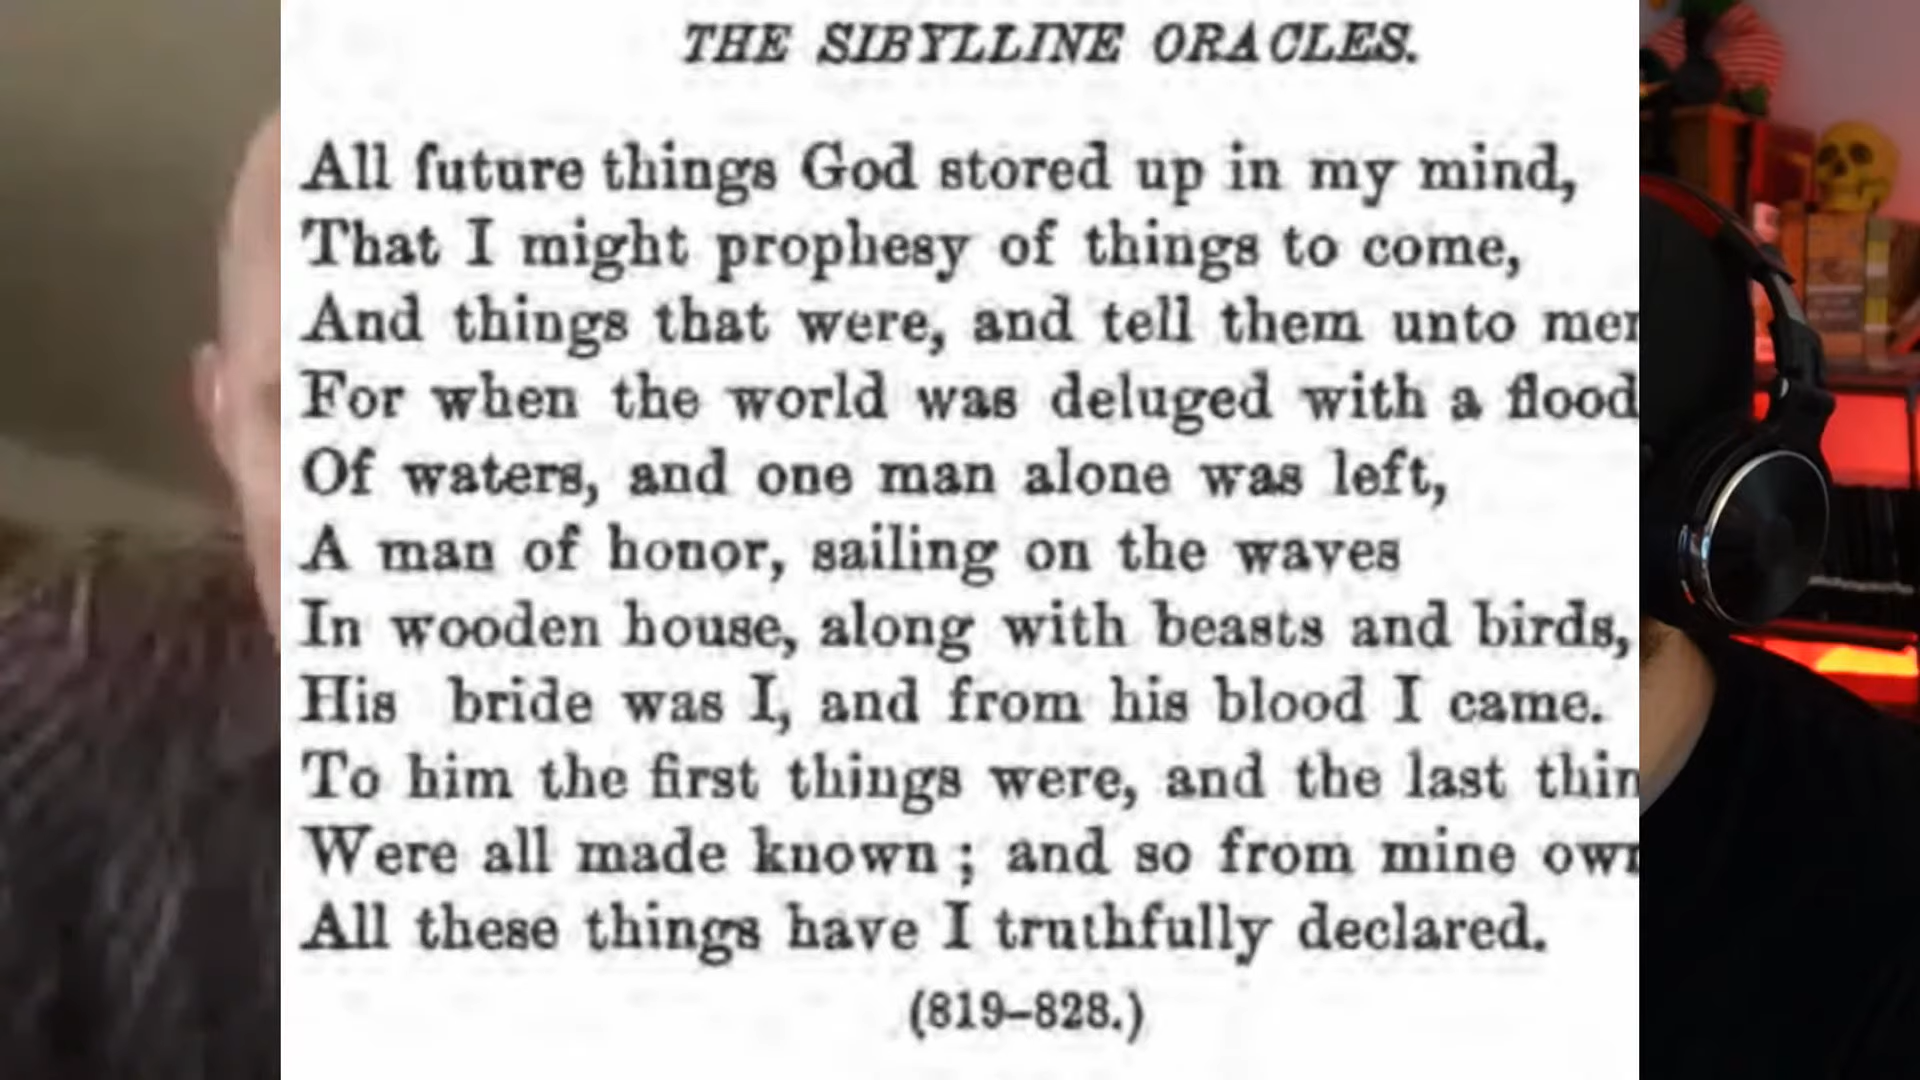 THE SIBYLLINE ORACLES.
All future things God stored up in my mind,
That I might prophesy of things to come,
And things that were, and tell them unto
For when the world was deluged with a flood
Of waters, and one man alone was left,
A man of honor, sailing on the waves
In wooden house, along with beasts and birds,
His bride was I, and from his blood I came.
To him the first things were, and the last
Were all made known; and so from mine
All these things have I truthfully declared.
(819–828.)